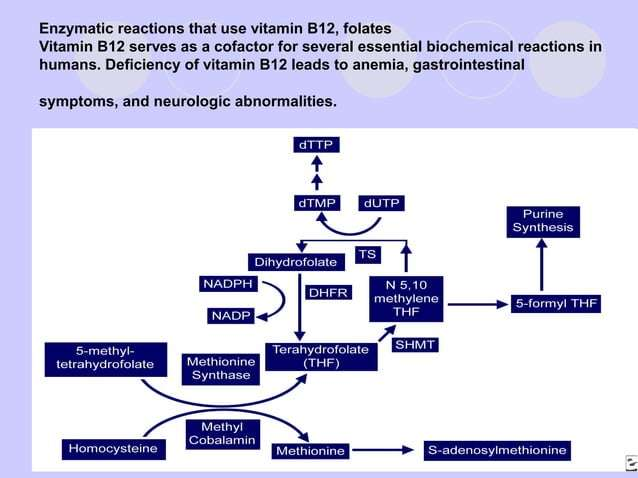 Enzymatic reactions that use vitamin B12, folates
Vitamin B12 serves as a cofactor for several essential biochemical reactions in
humans. Deficiency of vitamin B12 leads to anemia, gastrointestinal
symptoms, and neurologic abnormalities.
dTTP
dTMP
dUTP
Purine
Synthesis
TS
Dihydrofolate
NADPH
DHFR
N 5,10
methylene
THF
5-formyl THF
NADP
SHMT
5-methyl-
tetrahydrofolate
Methionine
Synthase
Terahydrofolate
(THF)
Methyl
Cobalamin
Homocysteine
Methionine
S-adenosylmethionine